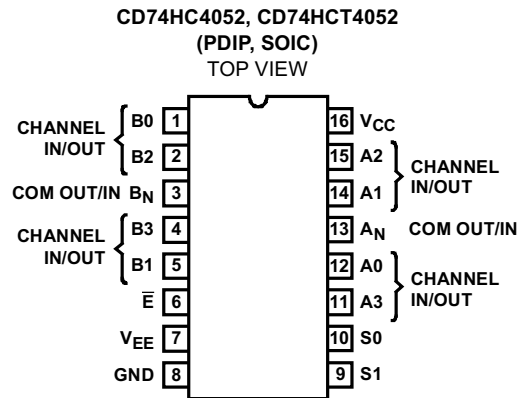 CD74HC4052, CD74HCT4052
(PDIP, SOIC)
TOP VIEW
CHANNEL
IN/OUT
B0 1
B2 2
COM OUT/IN BN 3
CHANNEL
IN/OUT
B3 4
B1 5
E̅ 6
VEE 7
GND 8
16 VCC
15 A2
14 A1
CHANNEL
IN/OUT
13 AN COM OUT/IN
12 A0
11 A3
CHANNEL
IN/OUT
10 S0
9 S1